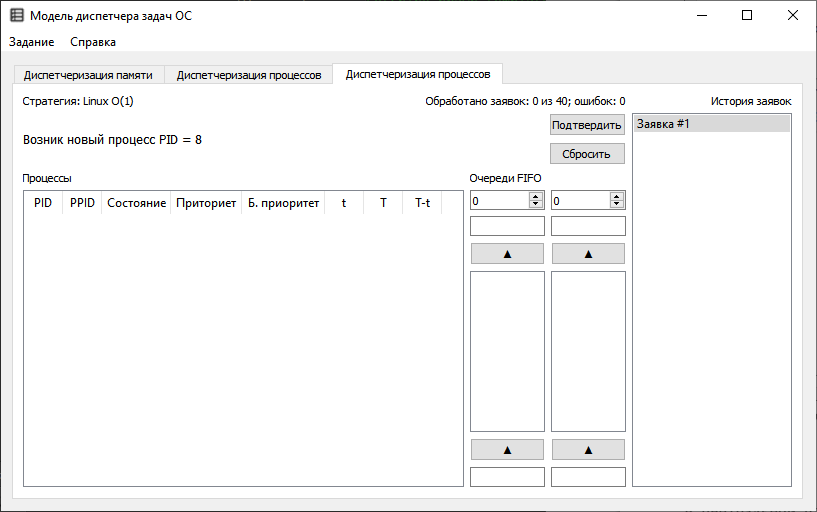 Модель диспетчера задач ОС
Задание Справка
Диспетчеризация памяти Диспетчеризация процессов Диспетчеризация процессов
Стратегия: Linux O(1) Обработано заявок: 0 из 40; ошибок: 0 История заявок
Подтвердить Заявка #1
Возник новый процесс PID = 8
Сбросить
Процессы Очереди FIFO
PID PPID Состояние Приториет Б. приоритет t T T-t 0 0
▲ ▲
▲ ▲